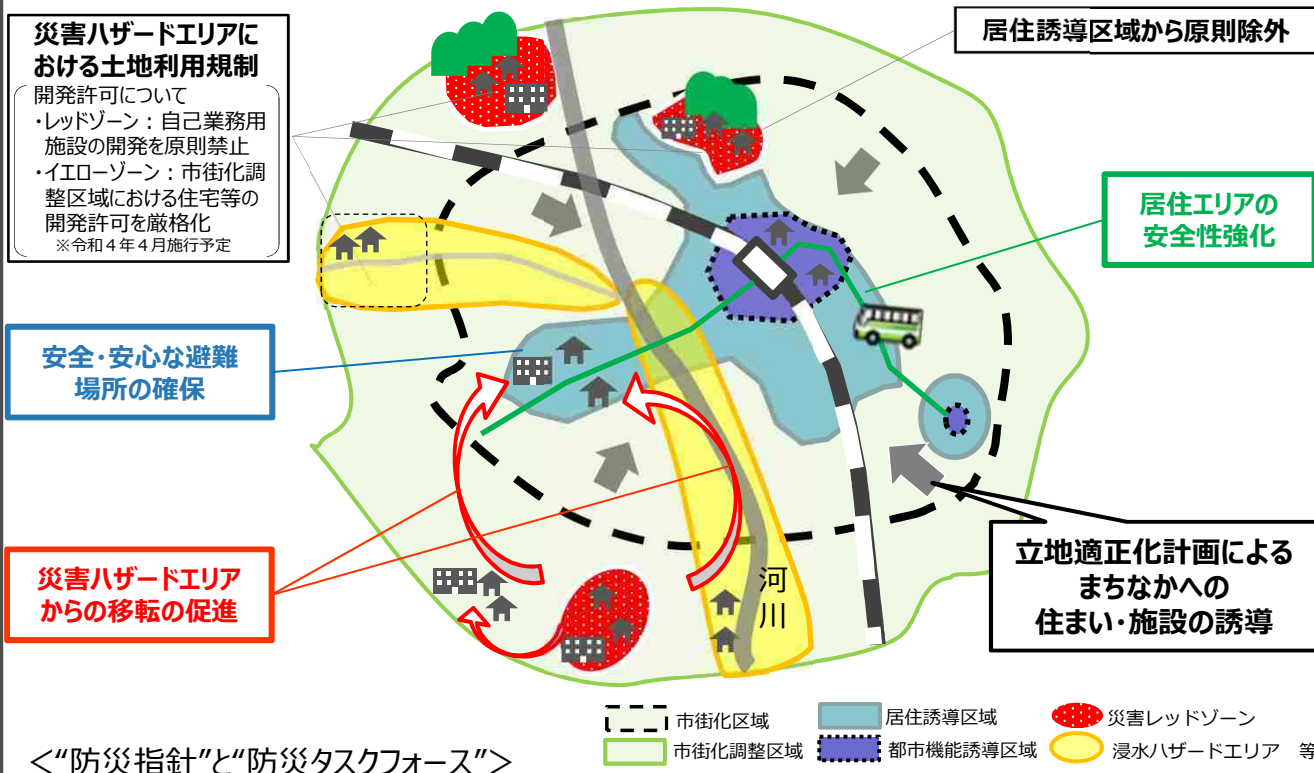 災害ハザードエリアに
おける土地利用規制
開発許可について
・レッドゾーン：自己業務用
施設の開発を原則禁止
・イエローゾーン：市街化調
整区域における住宅等の
開発許可を厳格化
※令和４年４月施行予定
居住誘導区域から原則除外
居住エリアの
安全性強化
安全・安心な避難
場所の確保
災害ハザードエリア
からの移転の促進
河川
立地適正化計画による
まちなかへの
住まい・施設の誘導
市街化区域
居住誘導区域
災害レッドゾーン
市街化調整区域
都市機能誘導区域
浸水ハザードエリア 等
＜“防災指針”と“防災タスクフォース”＞